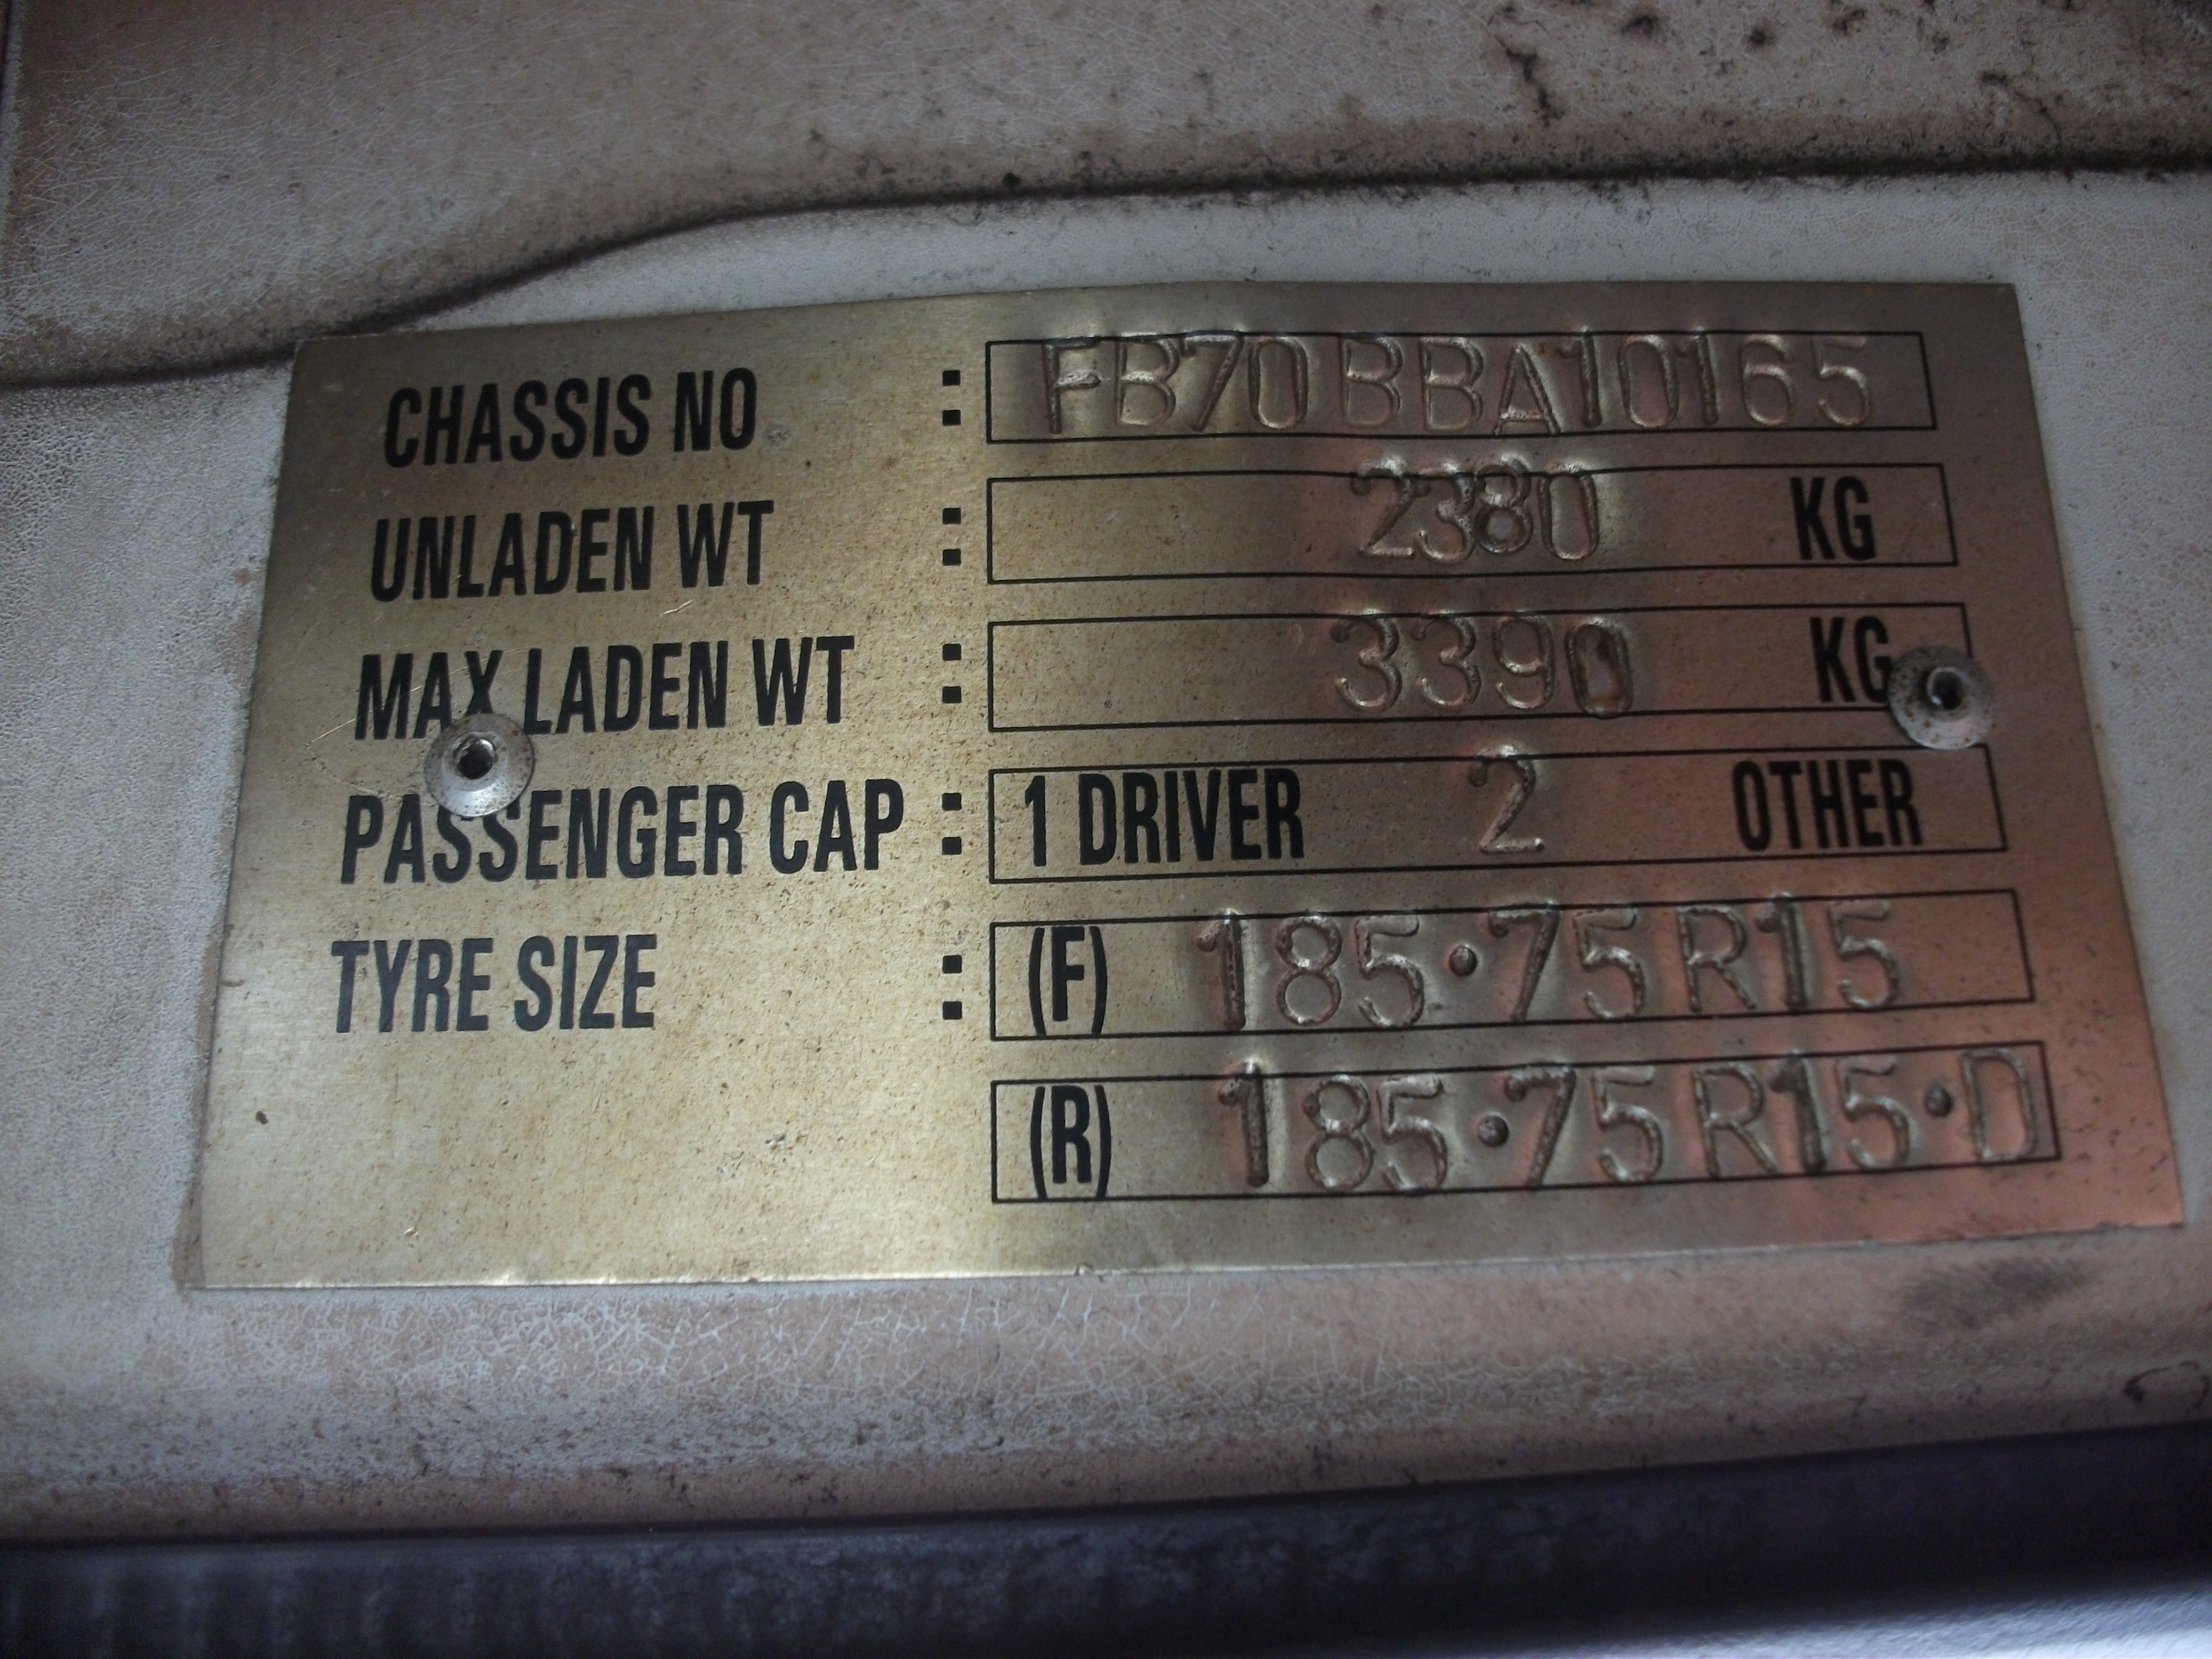 CHASSIS NO : FB70BBA10165
UNLADEN WT : 2380 KG
MAX LADEN WT : 3390 KG
PASSENGER CAP : 1 DRIVER 2 OTHER
TYRE SIZE : (F) 185·75R15
(R) 185·75R15·D